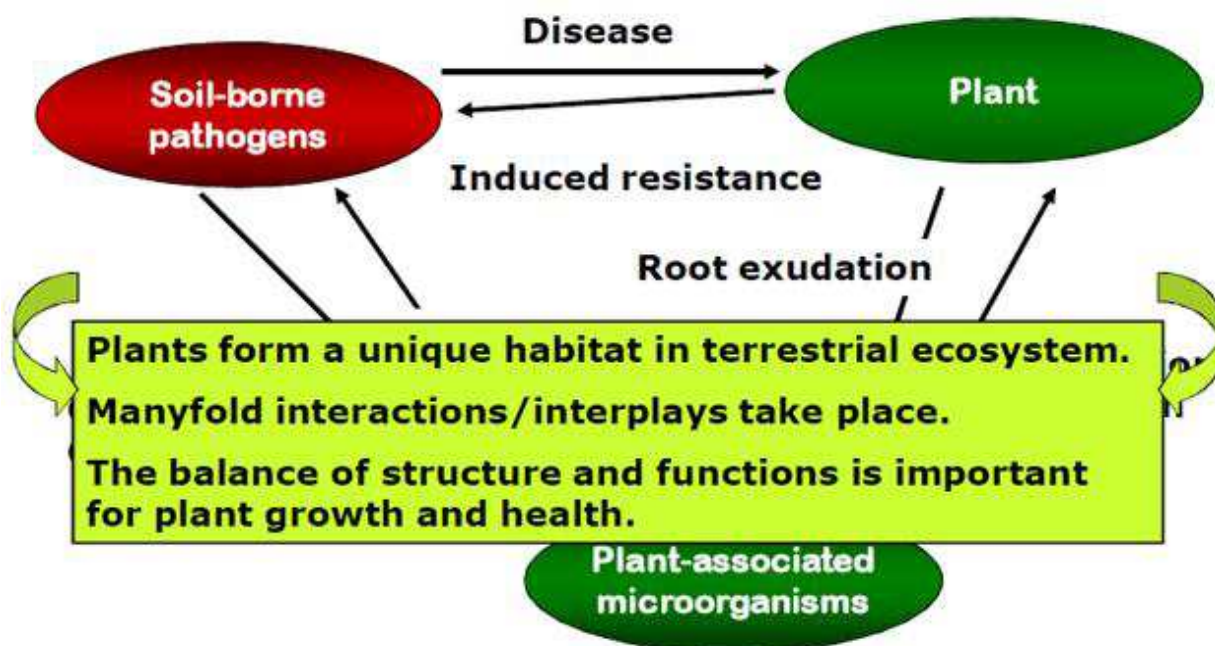 Disease
Soil-borne
pathogens
Plant
Induced resistance
Root exudation
Plants form a unique habitat in terrestrial ecosystem.
Manyfold interactions/interplays take place.
The balance of structure and functions is important
for plant growth and health.
Plant-associated
microorganisms